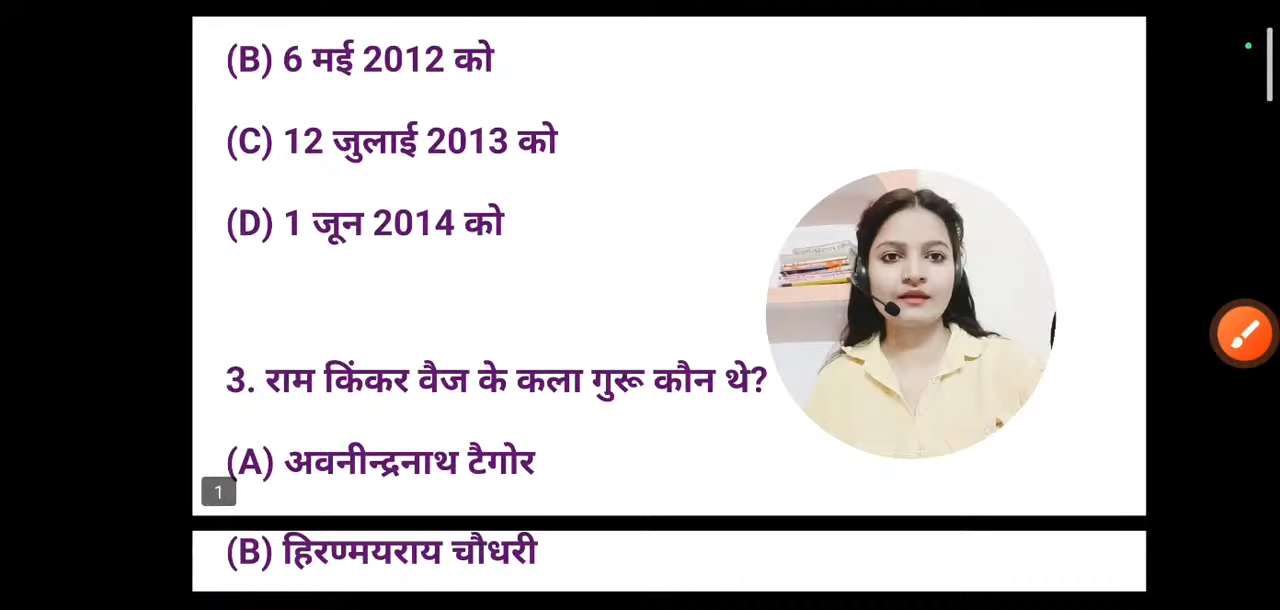 (B) 6 मई 2012 को
(C) 12 जुलाई 2013 को
(D) 1 जून 2014 को
3. राम किंकर वैज के कला गुरू कौन थे?
(A) अवनीन्द्रनाथ टैगोर
1
(B) हिरण्मयराय चौधरी